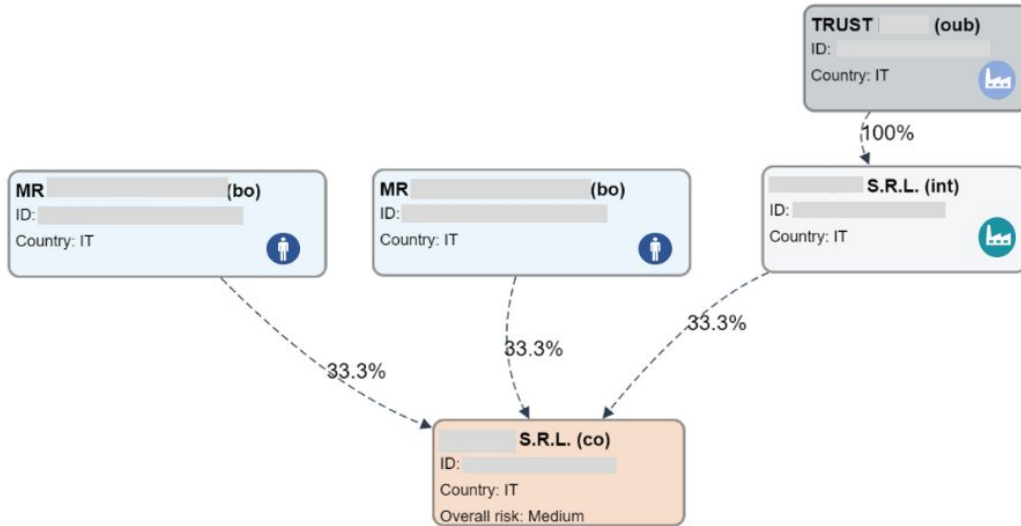 TRUST (oub)
ID:
Country: IT
100%
MR (bo)
ID:
Country: IT
MR (bo)
ID:
Country: IT
S.R.L. (int)
ID:
Country: IT
33.3%
33.3%
33.3%
S.R.L. (co)
ID:
Country: IT
Overall risk: Medium